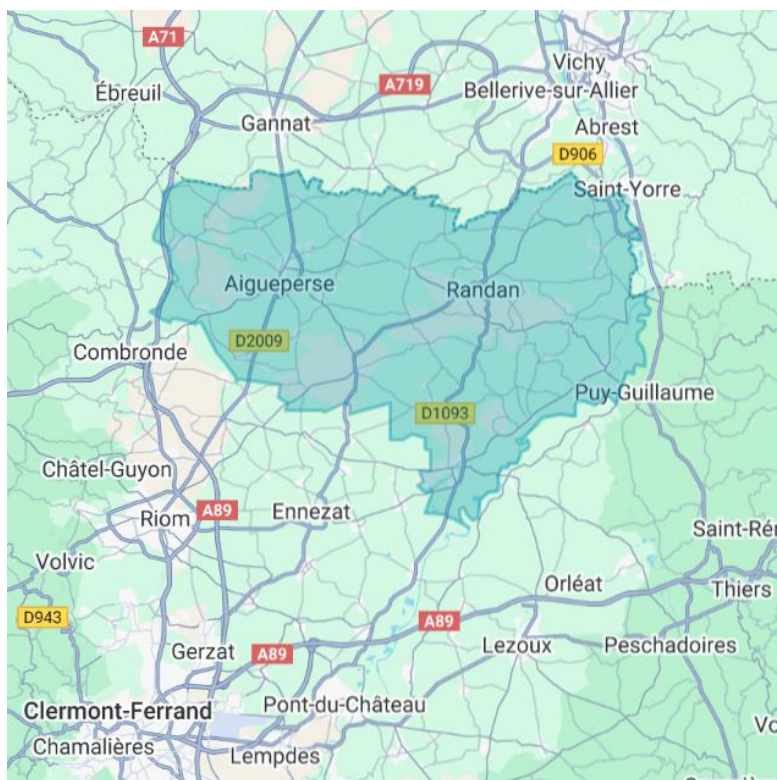 A71
Vichy
Ébreuil
A719
Bellerive-sur-Allier
Gannat
Abrest
D906
Saint-Yorre
Aigueperse
Randan
D2009
Combronde
Puy-Guillaume
D1093
Châtel-Guyon
A89
Ennezat
Riom
Saint-Ré
Volvic
Orléat
Thiers
D943
A89
Gerzat
A89
Lezoux
Peschadoires
Clermont-Ferrand
Pont-du-Château
Vo
Chamalières
Lempdes